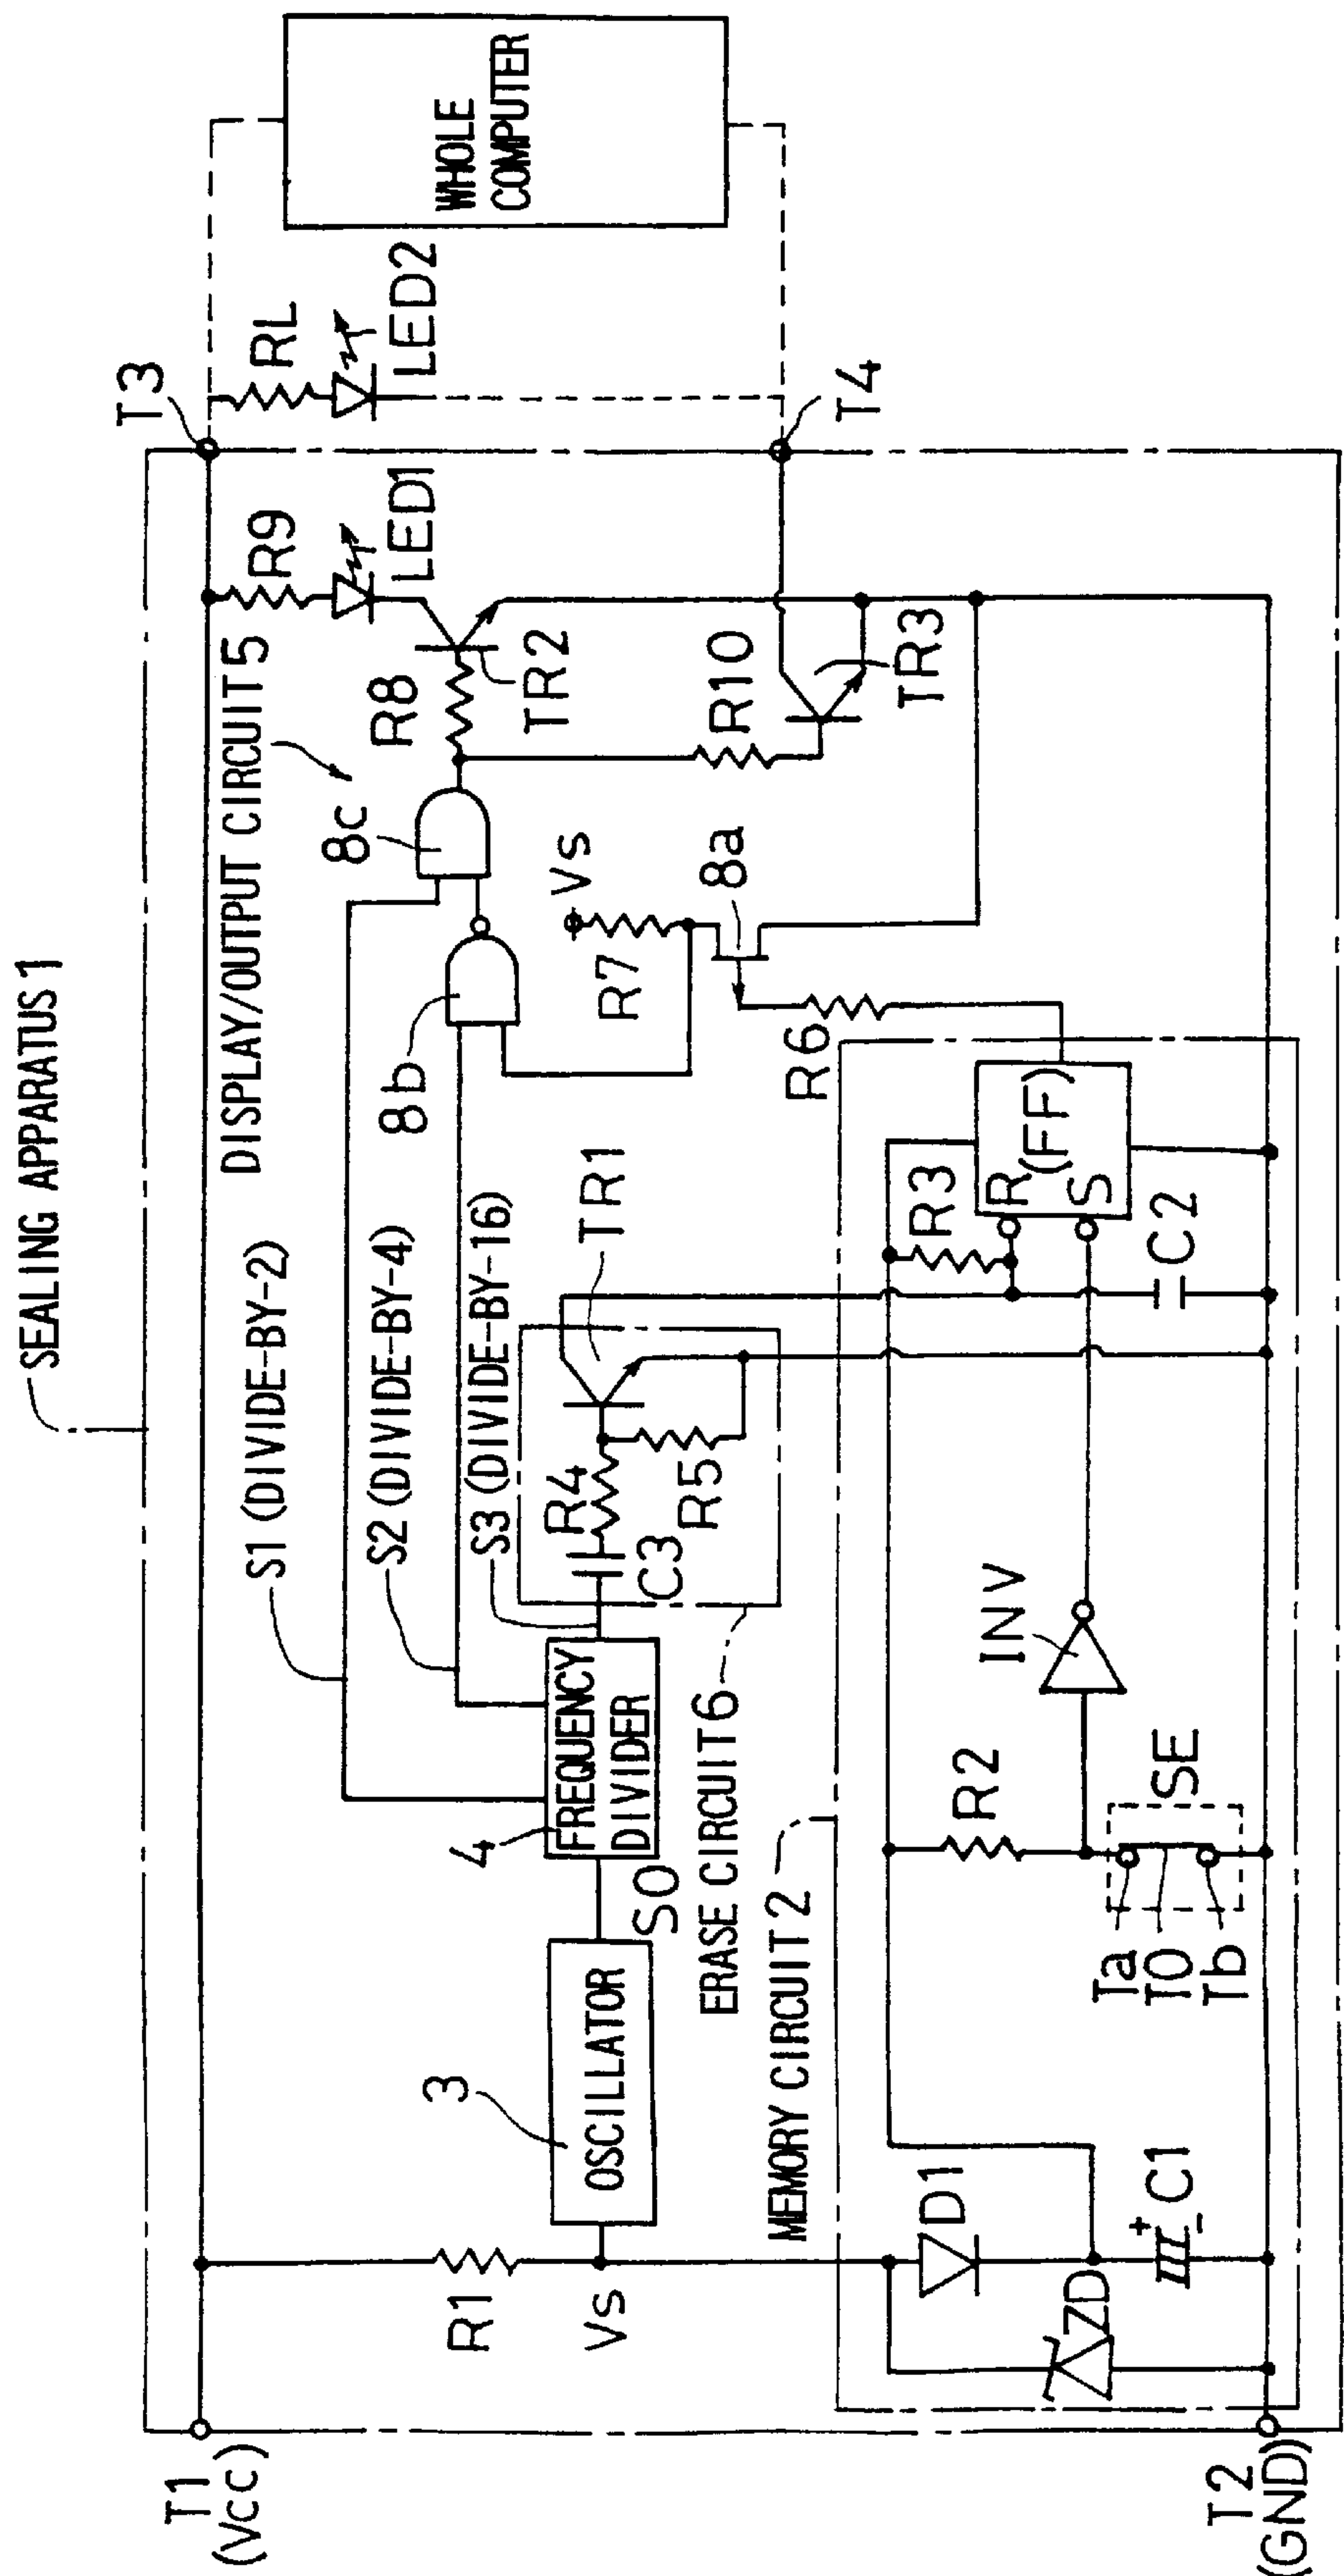 SEALING APPARATUS 1
T1
(Vcc)
T2
(GND)
R1
Vs
3
OSCILLATOR
S0
4
FREQUENCY
DIVIDER
S1 (DIVIDE-BY-2)
S2 (DIVIDE-BY-4)
S3 (DIVIDE-BY-16)
ERASE CIRCUIT 6
C3
R4
R5
TR1
MEMORY CIRCUIT 2
ZD
D1
+
-
C1
R2
Ta
T0
Tb
SE
INV
R3
R
(FF)
S
C2
R6
DISPLAY/OUTPUT CIRCUIT 5
8b
8c
Vs
R7
8a
R8
TR2
R9
LED1
R10
TR3
T3
T4
RL
LED2
WHOLE
COMPUTER